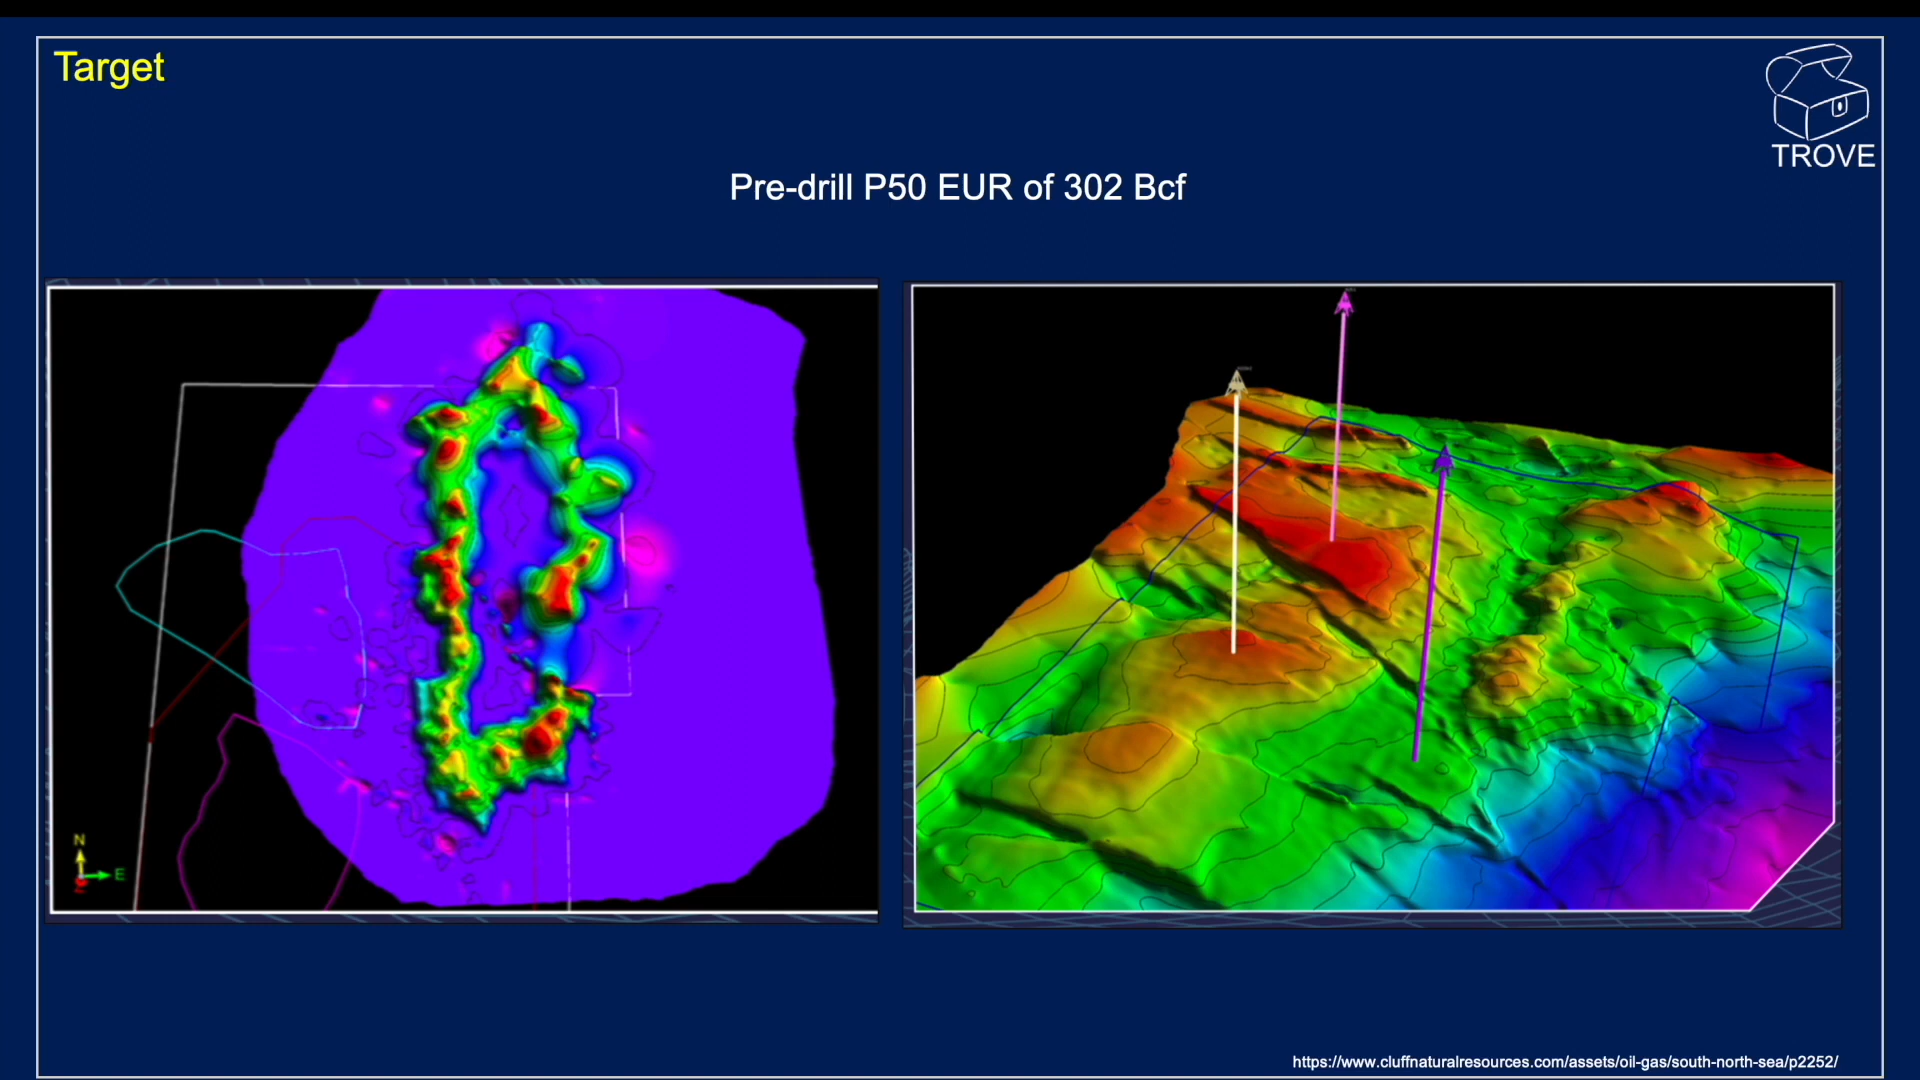 Target
TROVE
Pre-drill P50 EUR of 302 Bcf
N
E
https://www.cluffnaturalresources.com/assets/oil-gas/south-north-sea/p2252/